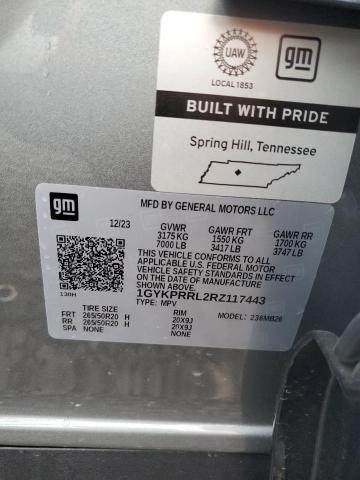 UAW
LOCAL 1853
gm
BUILT WITH PRIDE
Spring Hill, Tennessee
gm
MFD BY GENERAL MOTORS LLC
12/23 GVWR GAWR FRT GAWR RR
3175 KG 1550 KG 1700 KG
7000 LB 3417 LB 3747 LB
THIS VEHICLE CONFORMS TO ALL
APPLICABLE U.S. FEDERAL MOTOR
VEHICLE SAFETY STANDARDS IN EFFECT
ON THE DATE OF MANUFACTURE
SHOWN ABOVE.
1GYKPRRL2RZ117443
130H TYPE: MPV
TIRE SIZE RIM MODEL: 236MB26
FRT 265/50R20 H 20X9J
RR 265/50R20 H 20X9J
SPA NONE NONE